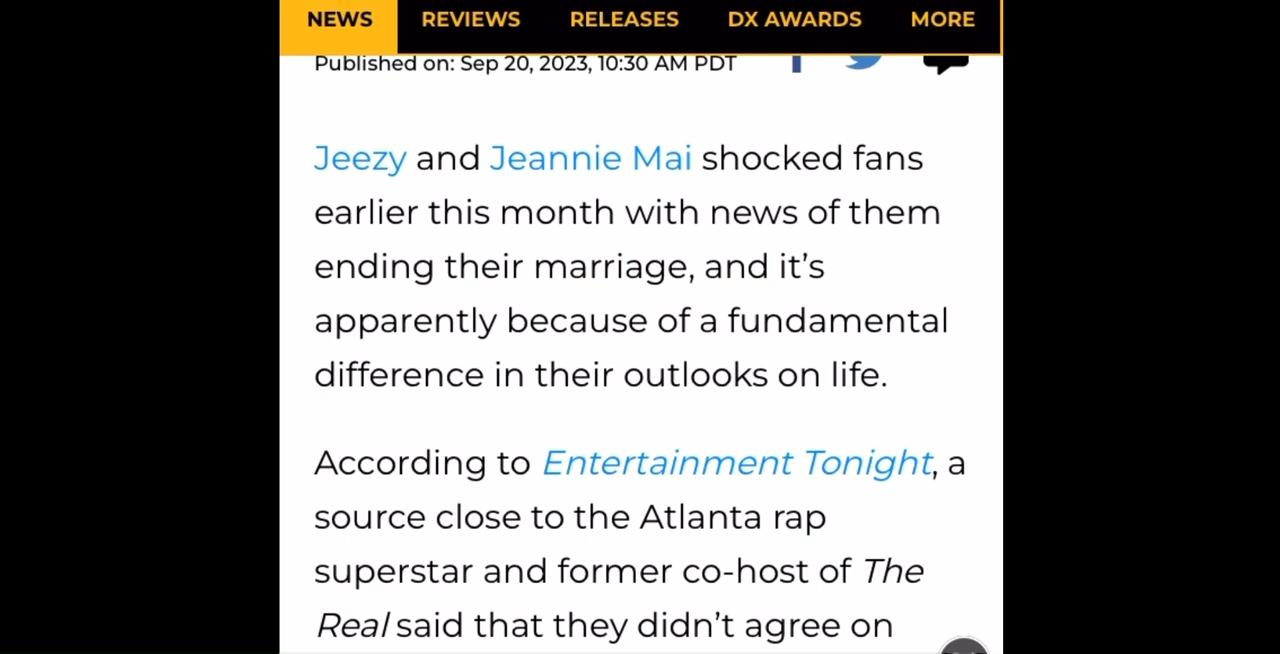 NEWS REVIEWS RELEASES DX AWARDS MORE
Published on: Sep 20, 2023, 10:30 AM PDT
Jeezy and Jeannie Mai shocked fans
earlier this month with news of them
ending their marriage, and it’s
apparently because of a fundamental
difference in their outlooks on life.
According to Entertainment Tonight, a
source close to the Atlanta rap
superstar and former co-host of The
Real said that they didn’t agree on